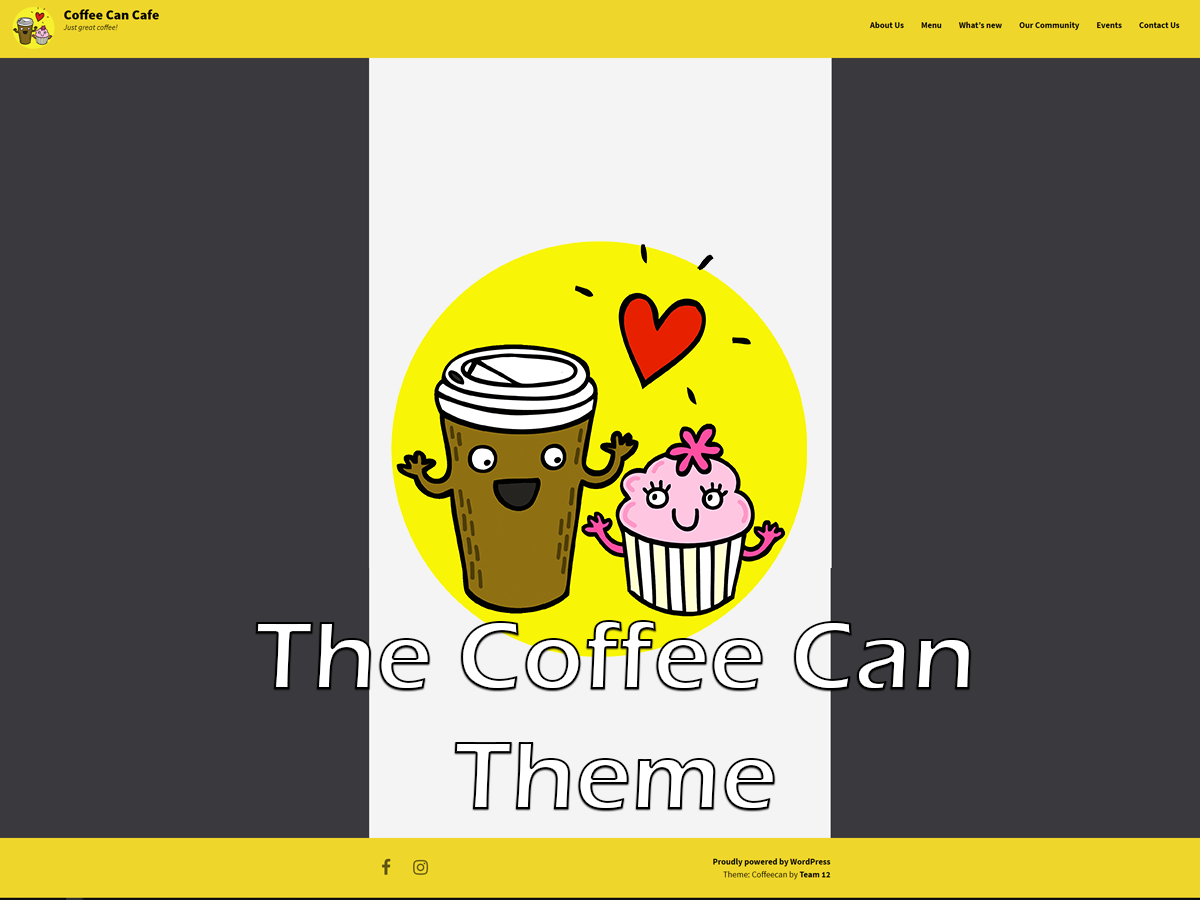 Coffee Can Cafe
Just great coffee!
About Us Menu What's new Our Community Events Contact Us
The Coffee Can
Theme
Proudly powered by WordPress
Theme: Coffeecan by Team 12